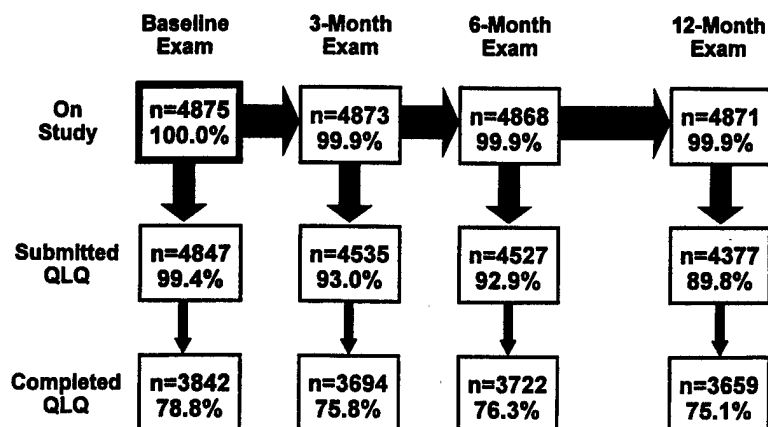 Baseline Exam
3-Month Exam
6-Month Exam
12-Month Exam
On Study
n=4875
100.0%
n=4873
99.9%
n=4868
99.9%
n=4871
99.9%
Submitted QLQ
n=4847
99.4%
n=4535
93.0%
n=4527
92.9%
n=4377
89.8%
Completed QLQ
n=3842
78.8%
n=3694
75.8%
n=3722
76.3%
n=3659
75.1%